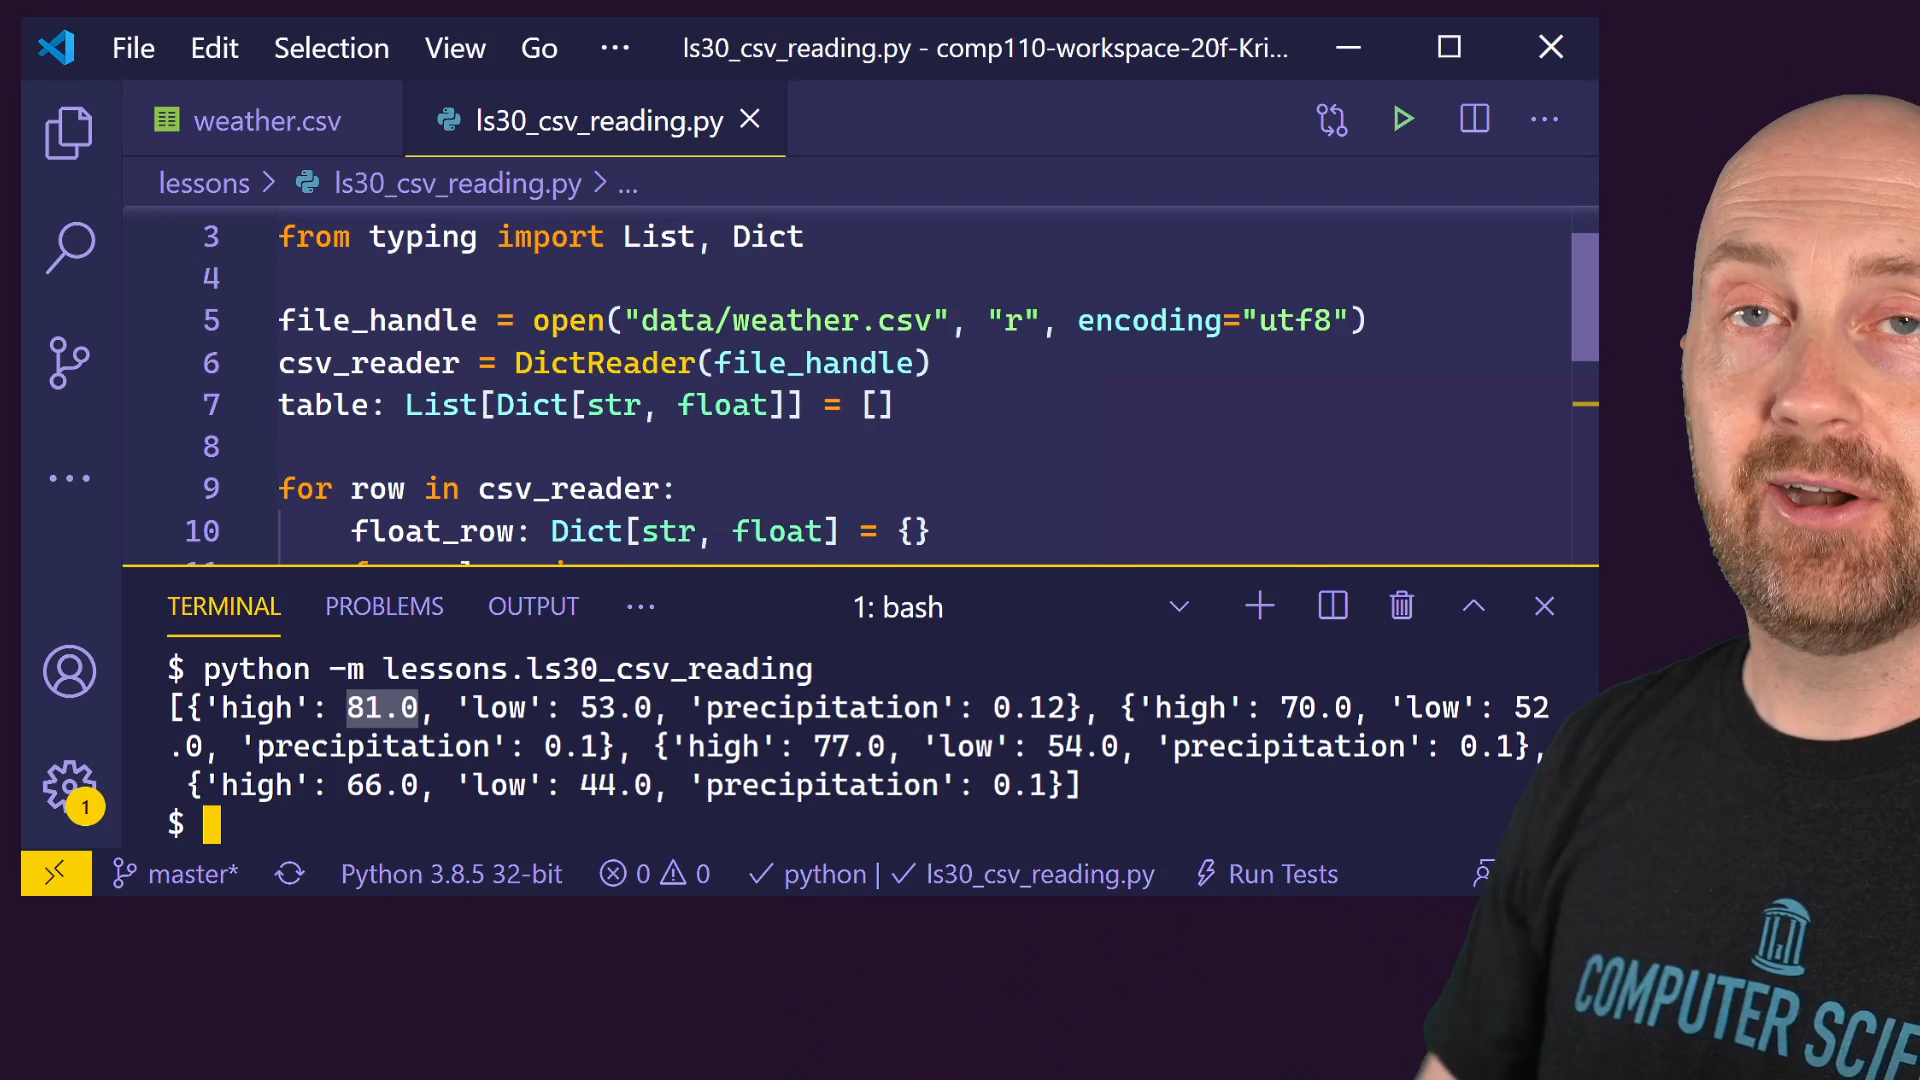 File Edit Selection View Go ··· ls30_csv_reading.py - comp110-workspace-20f-Kri...
weather.csv ls30_csv_reading.py
lessons > ls30_csv_reading.py > ...
3 from typing import List, Dict
4
5 file_handle = open("data/weather.csv", "r", encoding="utf8")
6 csv_reader = DictReader(file_handle)
7 table: List[Dict[str, float]] = []
8
9 for row in csv_reader:
10 float_row: Dict[str, float] = {}
TERMINAL PROBLEMS OUTPUT ··· 1: bash
$ python -m lessons.ls30_csv_reading
[{'high': 81.0, 'low': 53.0, 'precipitation': 0.12}, {'high': 70.0, 'low': 52
.0, 'precipitation': 0.1}, {'high': 77.0, 'low': 54.0, 'precipitation': 0.1},
{'high': 66.0, 'low': 44.0, 'precipitation': 0.1}]
$
1
master* Python 3.8.5 32-bit 0 0 python | ls30_csv_reading.py Run Tests
COMPUTER SCIE